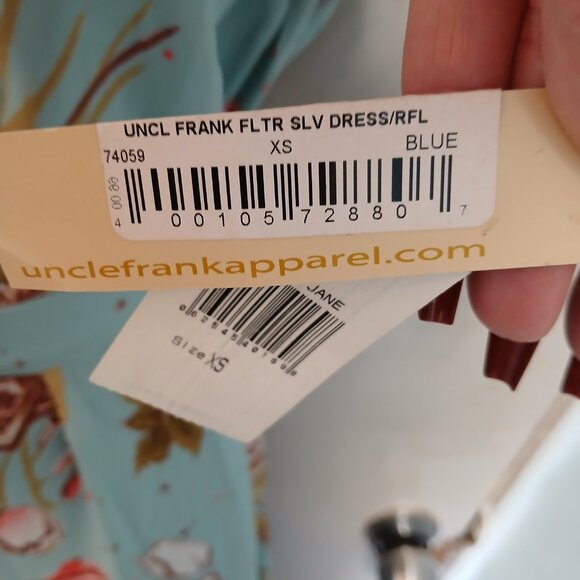 UNCL FRANK FLTR SLV DRESS/RFL
74059 XS BLUE
4 00105 72880 7
unclefrankapparel.com
JANE
Size XS